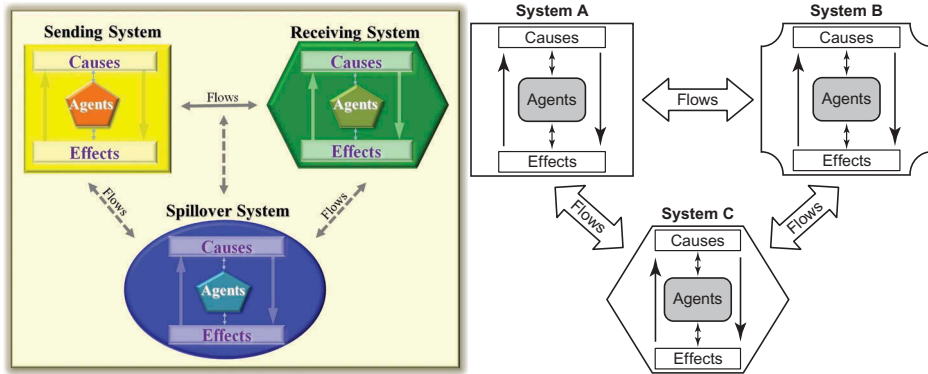 Sending System
Causes
Agents
Effects
Flows
Receiving System
Causes
Agents
Effects
Flows
Flows
Spillover System
Causes
Agents
Effects
System A
Causes
Agents
Effects
Flows
System B
Causes
Agents
Effects
Flows
Flows
System C
Causes
Agents
Effects